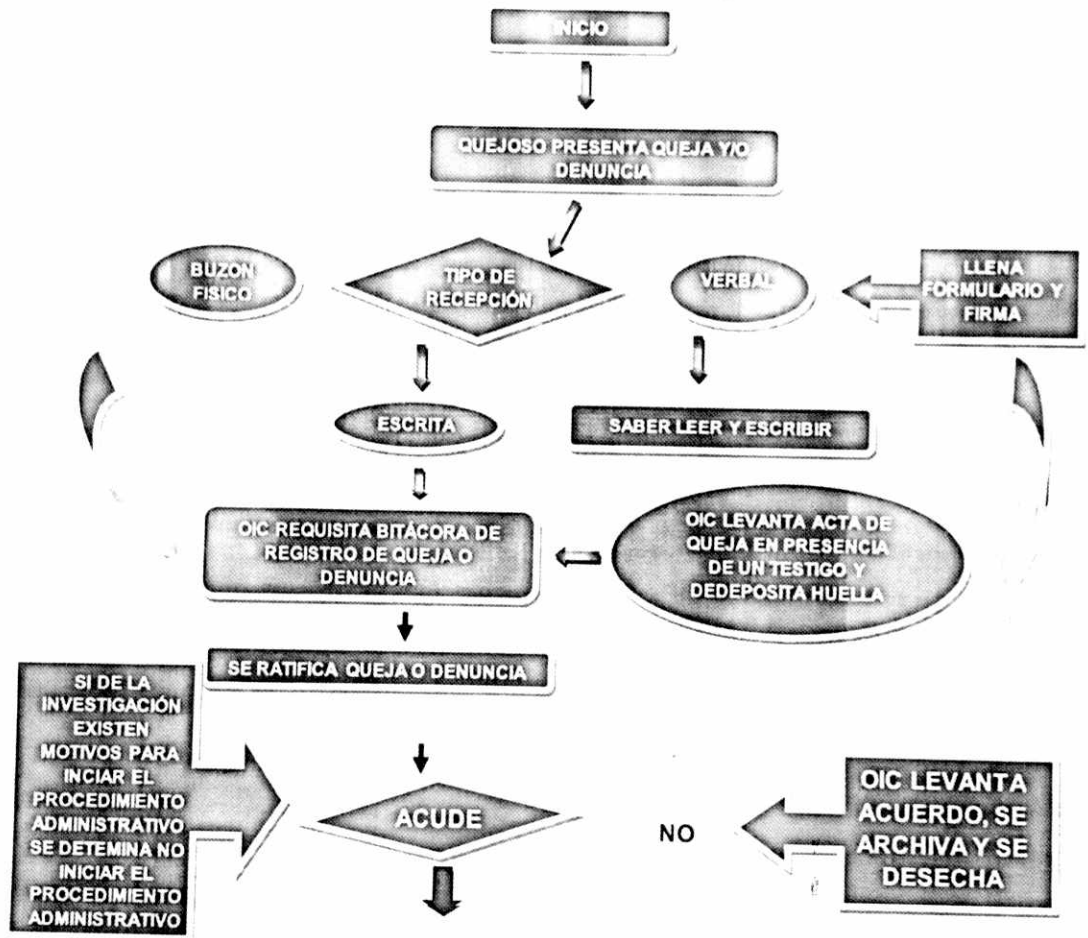 INICIO
QUEJOSO PRESENTA QUEJA Y/O
DENUNCIA
BUZON
FISICO
TIPO DE
RECEPCIÓN
VERBAL
LLENA
FORMULARIO Y
FIRMA
ESCRITA
SABER LEER Y ESCRIBIR
OIC REQUISITA BITÁCORA DE
REGISTRO DE QUEJA O
DENUNCIA
OIC LEVANTA ACTA DE
QUEJA EN PRESENCIA
DE UN TESTIGO Y
DEDEPOSITA HUELLA
SE RATIFICA QUEJA O DENUNCIA
SI DE LA
INVESTIGACIÓN
EXISTEN
MOTIVOS PARA
INCIAR EL
PROCEDIMIENTO
ADMINISTRATIVO
SE DETEMINA NO
INICIAR EL
PROCEDIMIENTO
ADMINISTRATIVO
ACUDE
NO
OIC LEVANTA
ACUERDO, SE
ARCHIVA Y SE
DESECHA